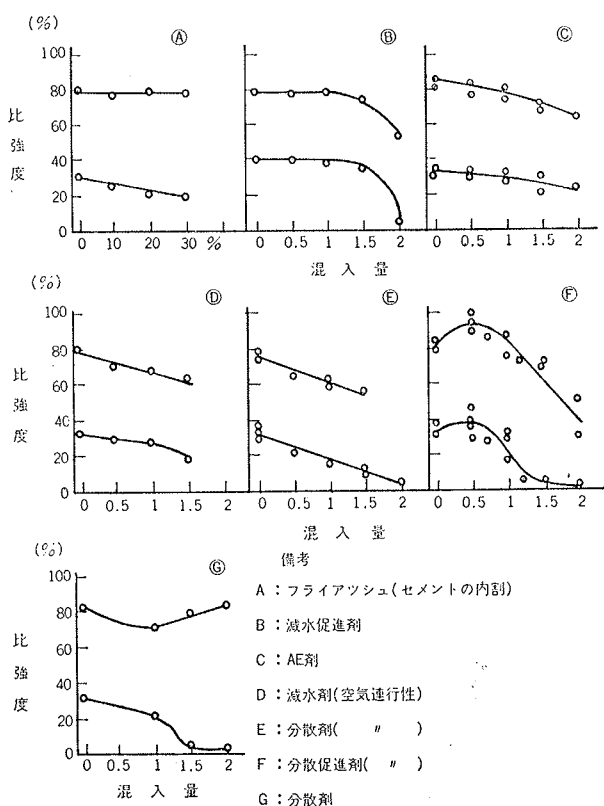 (%)
Ⓐ Ⓑ Ⓒ
100
80
60
40
20
0
比強度
0 10 20 30 %
0 0.5 1.0 1.5 2
0 0.5 1.0 1.5 2
混入量
(%)
Ⓓ Ⓔ Ⓕ
100
80
60
40
20
0
比強度
0 0.5 1 1.5 2
0 0.5 1 1.5 2
0 0.5 1.0 1.5 2
混入量
(%)
Ⓖ
100
80
60
40
20
0
比強度
0 0.5 1 1.5 2
混入量
備考
A:フライアツシュ(セメントの内割)
B:減水促進剤
C:AE剤
D:減水剤(空気連行性)
E:分散剤( 〃 )
F:分散促進剤( 〃 )
G:分散剤